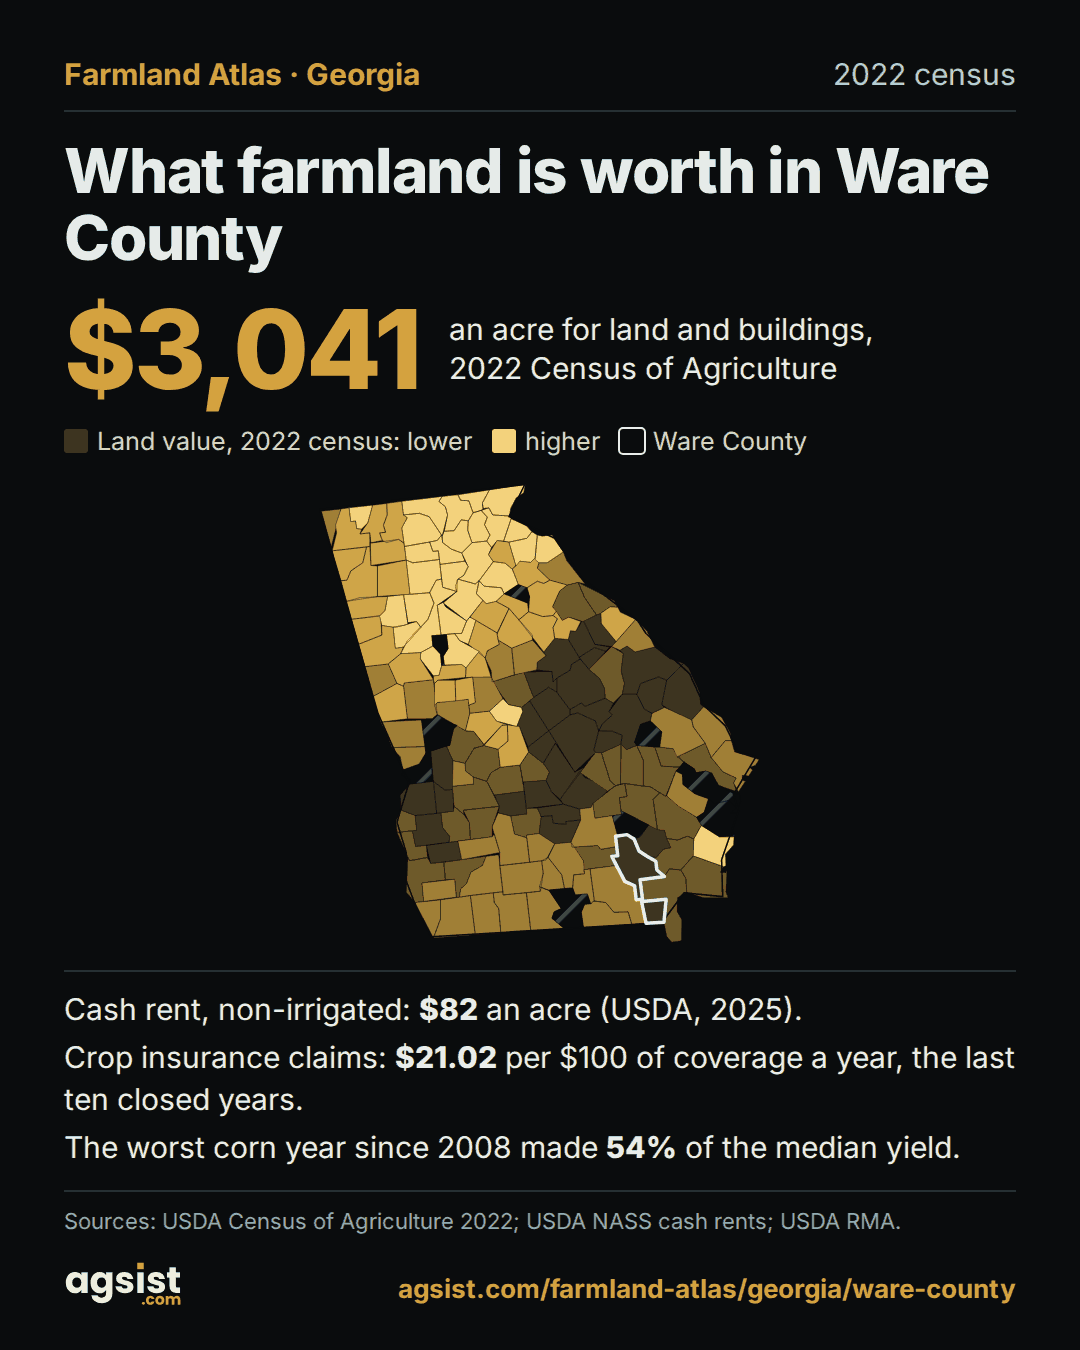 Farmland Atlas · Georgia
2022 census
What farmland is worth in Ware
County
$3,041
an acre for land and buildings,
2022 Census of Agriculture
Land value, 2022 census: lower
higher
Ware County
Cash rent, non-irrigated: $82 an acre (USDA, 2025).
Crop insurance claims: $21.02 per $100 of coverage a year, the last
ten closed years.
The worst corn year since 2008 made 54% of the median yield.
Sources: USDA Census of Agriculture 2022; USDA NASS cash rents; USDA RMA.
agsist
.com
agsist.com/farmland-atlas/georgia/ware-county